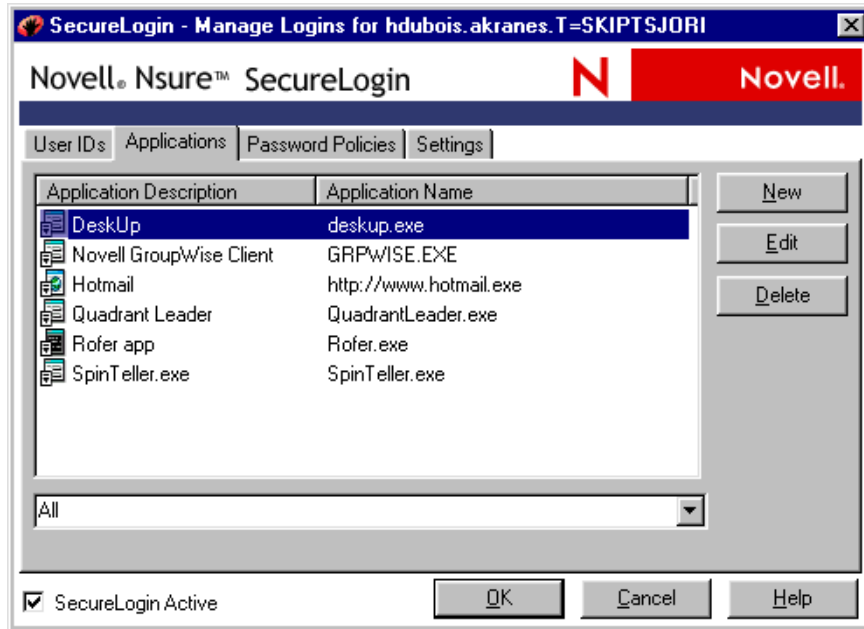 SecureLogin - Manage Logins for hdubois.akranes.T=SKIPTSJORI
Novell® Nsure™ SecureLogin N Novell®
User IDs Applications Password Policies Settings
Application Description Application Name New
DeskUp deskup.exe
Novell GroupWise Client GRPWISE.EXE Edit
Hotmail http://www.hotmail.exe Delete
Quadrant Leader QuadrantLeader.exe
Rofer app Rofer.exe
SpinTeller.exe SpinTeller.exe
All
SecureLogin Active OK Cancel Help